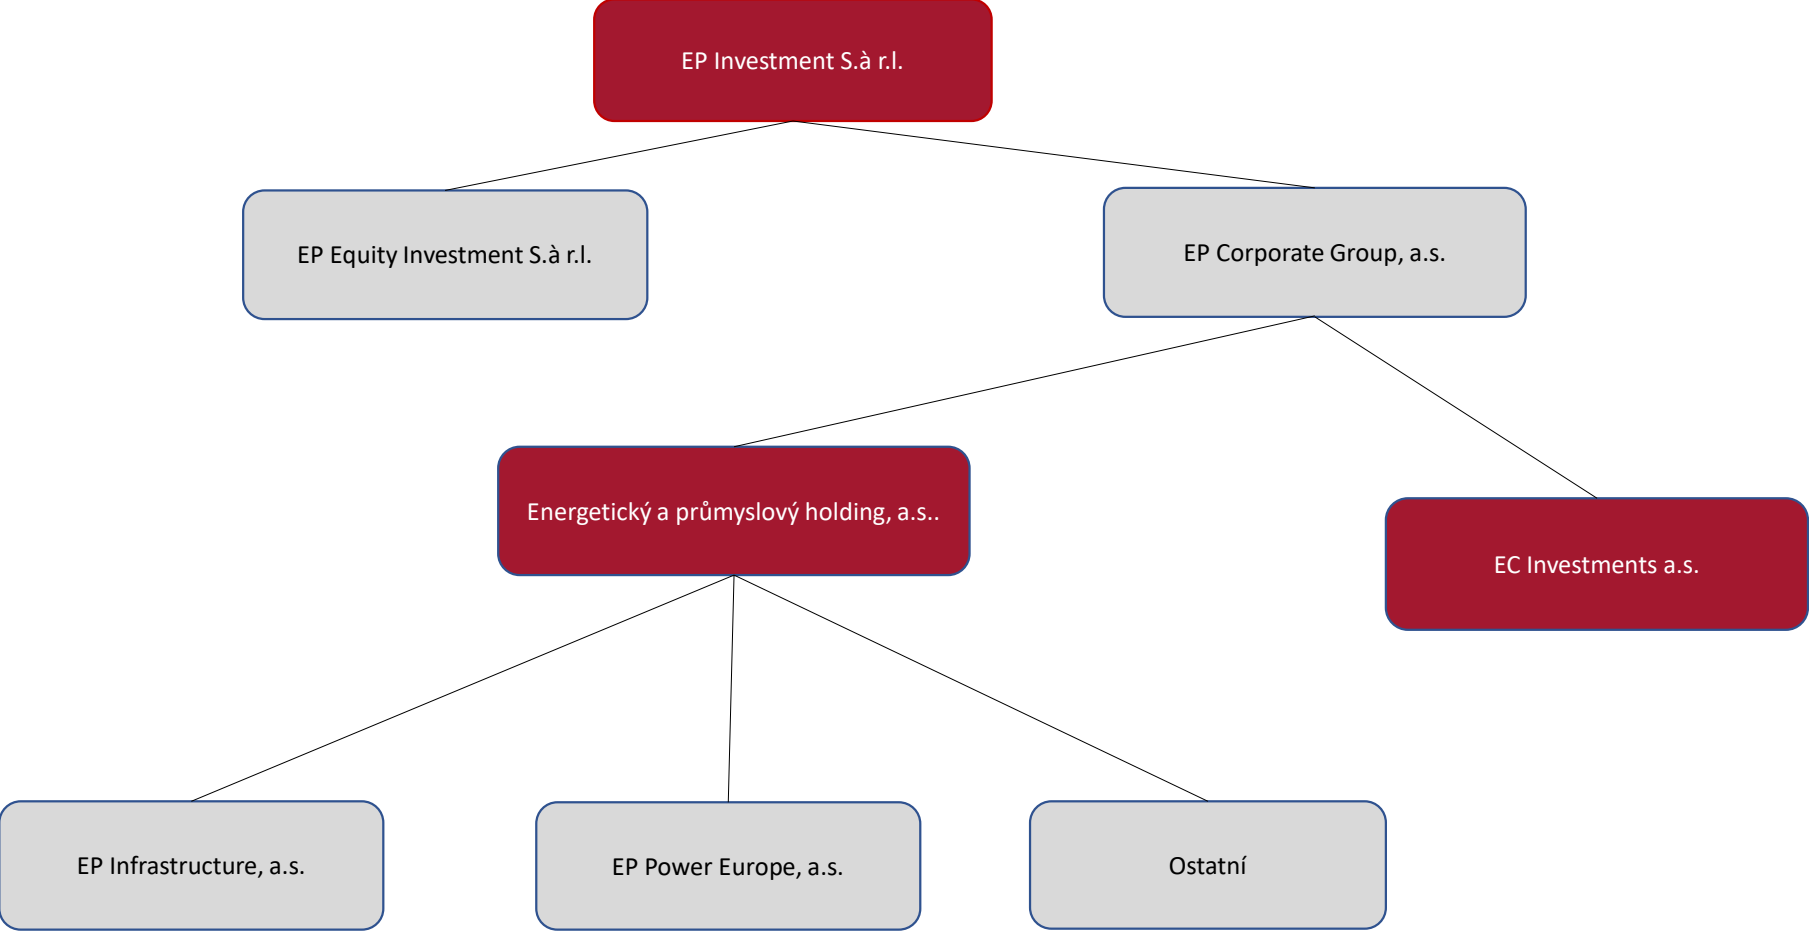 EP Investment S.à r.l.
EP Equity Investment S.à r.l.
EP Corporate Group, a.s.
Energetický a průmyslový holding, a.s..
EC Investments a.s.
EP Infrastructure, a.s.
EP Power Europe, a.s.
Ostatní